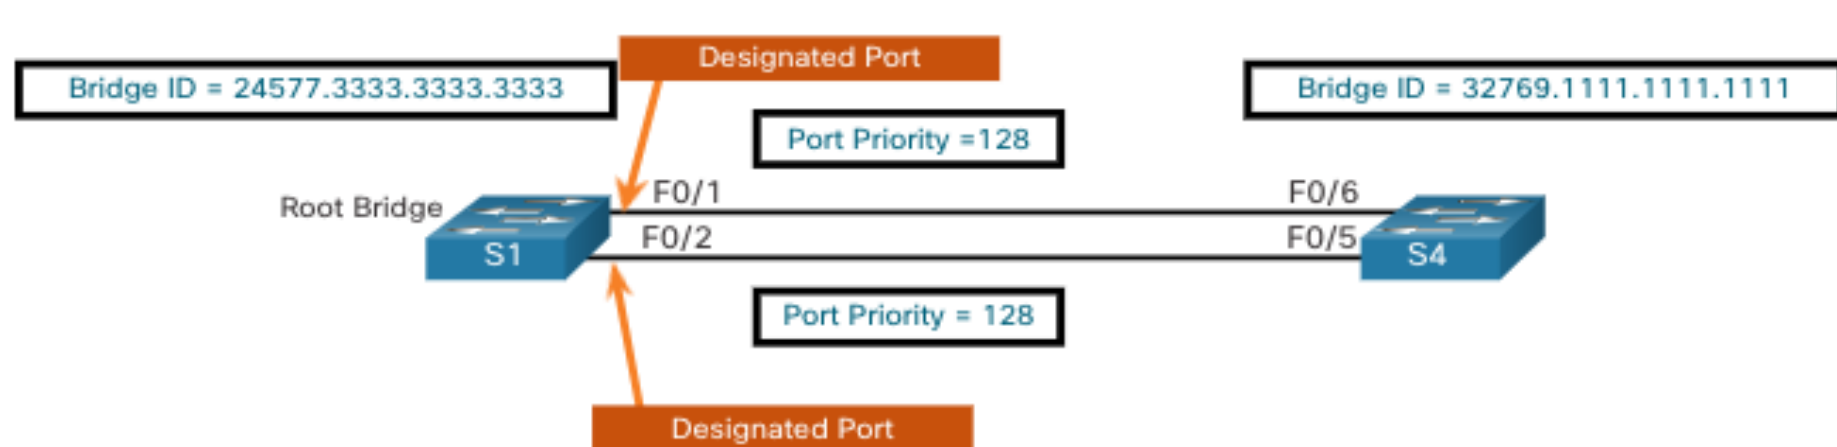 Designated Port
Bridge ID = 24577.3333.3333.3333
Bridge ID = 32769.1111.1111.1111
Port Priority =128
Root Bridge
F0/1
F0/6
S1
F0/2
F0/5
S4
Port Priority = 128
Designated Port